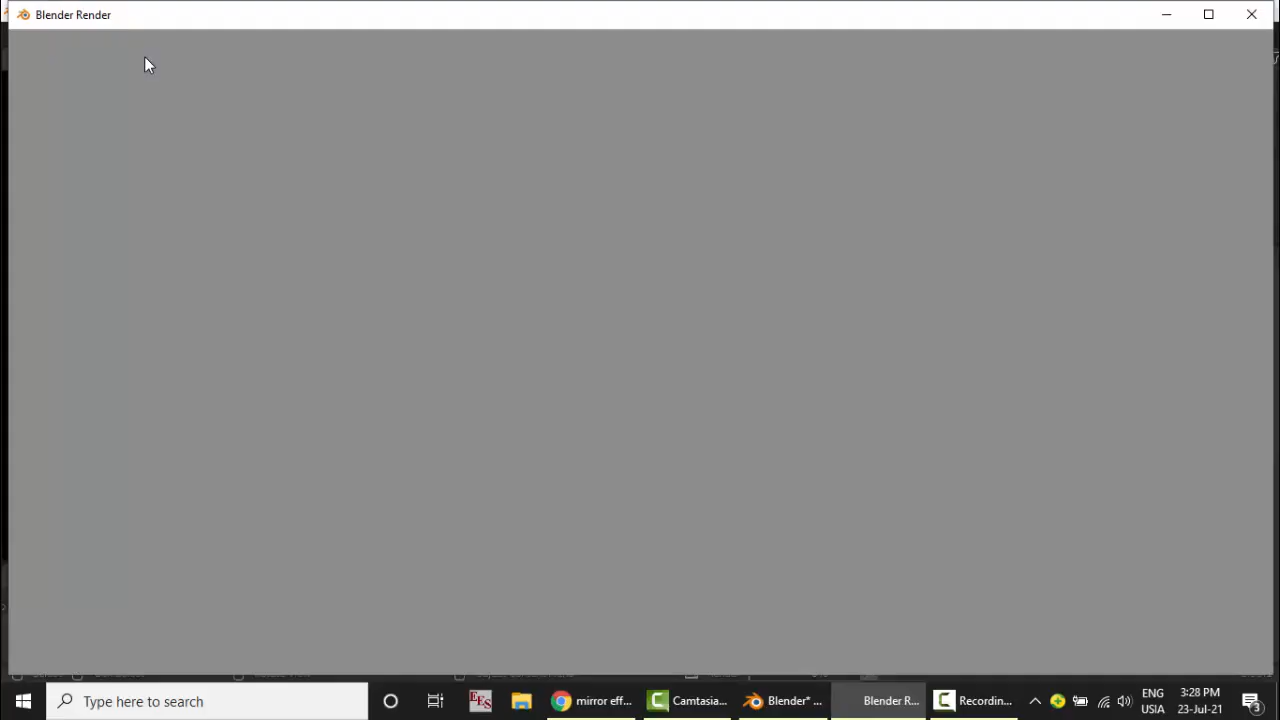 Blender Render
Type here to search
mirror eff...
Camtasia...
Blender* ...
Blender R...
Recordin...
ENG
USA
3:28 PM
23-Jul-21
3